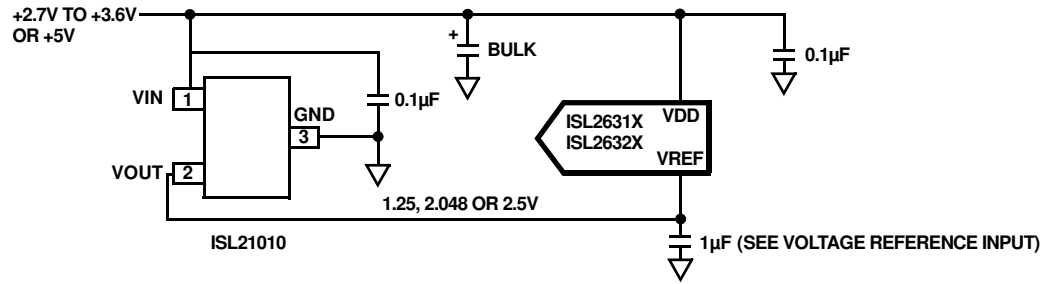 +2.7V TO +3.6V
OR +5V
+
BULK
0.1µF
VIN
1
0.1µF
GND
3
ISL2631X
VDD
ISL2632X
VREF
VOUT
2
1.25, 2.048 OR 2.5V
ISL21010
1µF (SEE VOLTAGE REFERENCE INPUT)